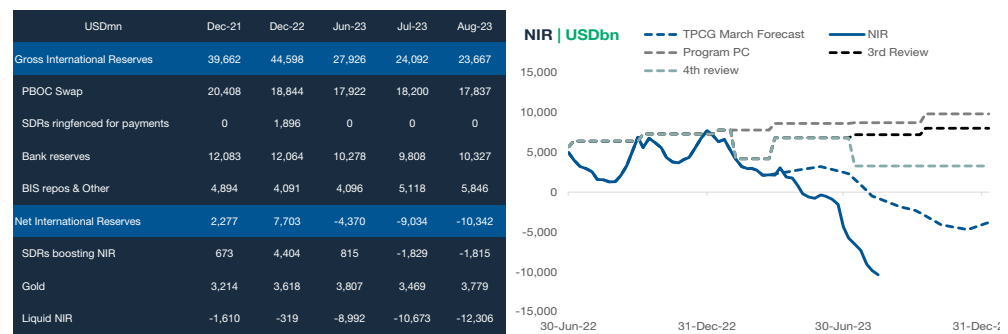 USDmn Dec-21 Dec-22 Jun-23 Jul-23 Aug-23
Gross International Reserves 39,662 44,598 27,926 24,092 23,667
PBOC Swap 20,408 18,844 17,922 18,200 17,837
SDRs ringfenced for payments 0 1,896 0 0 0
Bank reserves 12,083 12,064 10,278 9,808 10,327
BIS repos & Other 4,894 4,091 4,096 5,118 5,846
Net International Reserves 2,277 7,703 -4,370 -9,034 -10,342
SDRs boosting NIR 673 4,404 815 -1,829 -1,815
Gold 3,214 3,618 3,807 3,469 3,779
Liquid NIR -1,610 -319 -8,992 -10,673 -12,306
NIR | USDbn
TPCG March Forecast NIR
Program PC 3rd Review
4th review
15,000
10,000
5,000
0
-5,000
-10,000
-15,000
30-Jun-22 31-Dec-22 30-Jun-23 31-Dec-